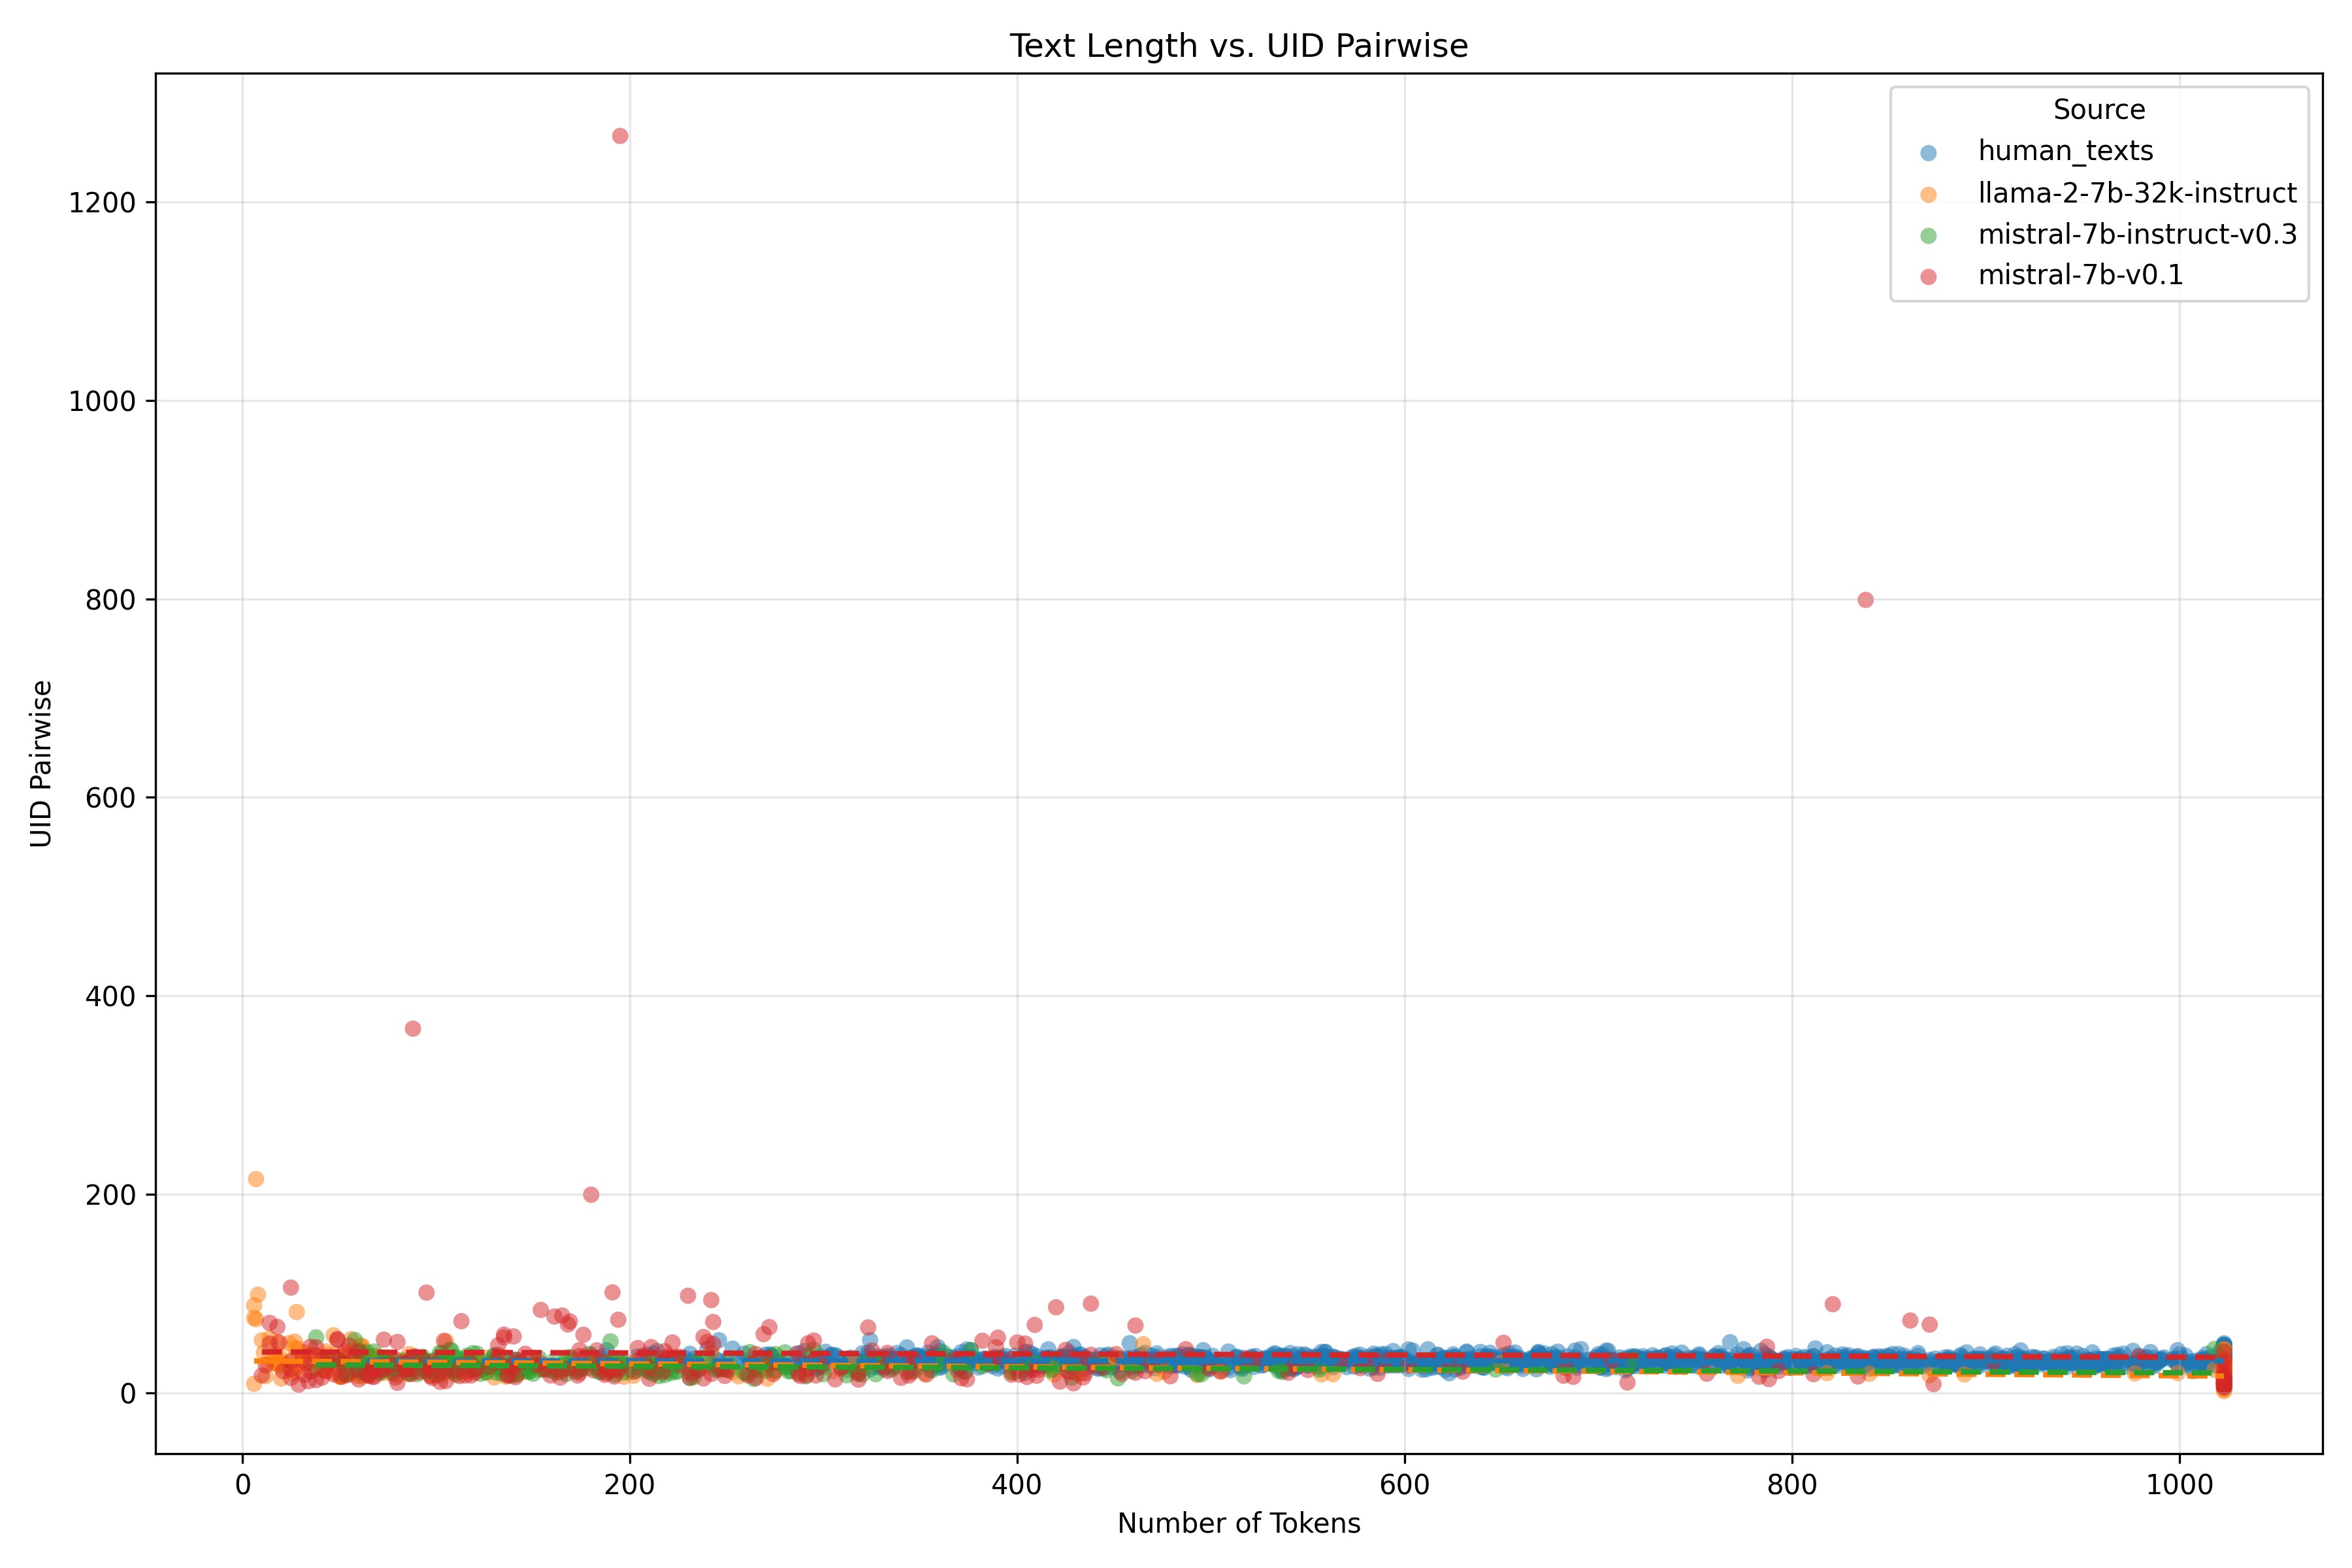 Text Length vs. UID Pairwise
Source
human_texts
llama-2-7b-32k-instruct
mistral-7b-instruct-v0.3
mistral-7b-v0.1
UID Pairwise
1200
1000
800
600
400
200
0
0 200 400 600 800 1000
Number of Tokens